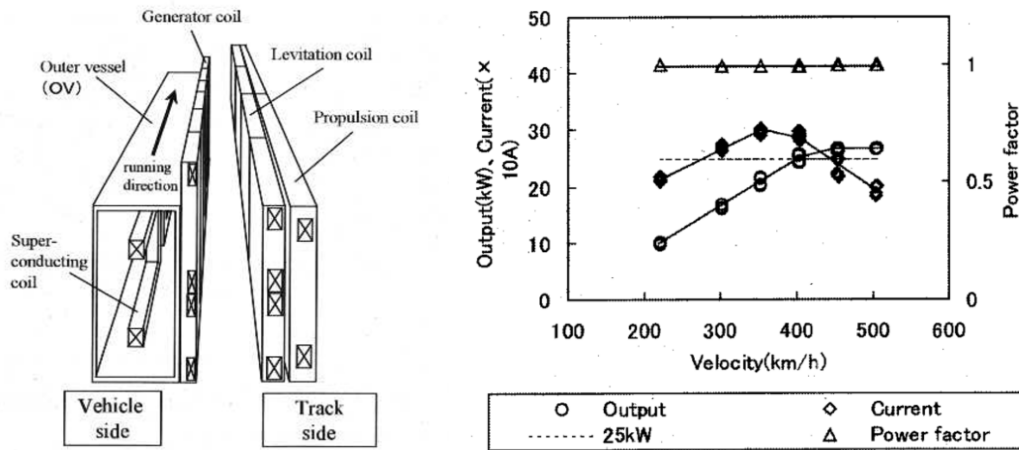 Generator coil
Levitation coil
Outer vessel
(OV)
Propulsion coil
running
direction
Super-
conducting
coil
Vehicle
side
Track
side
Output(kW)、Current(×
10A)
50
40
30
20
10
0
1
0.5
0
Power factor
100 200 300 400 500 600
Velocity(km/h)
Output
Current
25kW
Power factor